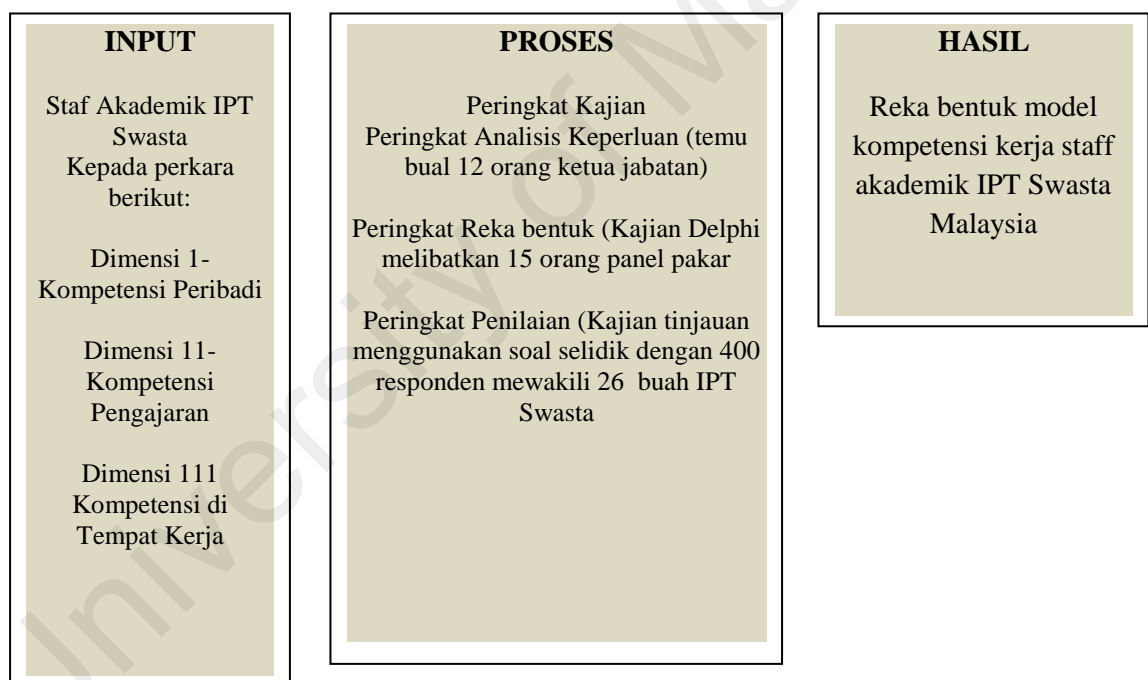 INPUT
Staf Akademik IPT
Swasta
Kepada perkara
berikut:
Dimensi 1-
Kompetensi Peribadi
Dimensi 11-
Kompetensi
Pengajaran
Dimensi 111
Kompetensi di
Tempat Kerja
PROSES
Peringkat Kajian
Peringkat Analisis Keperluan (temu
bual 12 orang ketua jabatan)
Peringkat Reka bentuk (Kajian Delphi
melibatkan 15 orang panel pakar
Peringkat Penilaian (Kajian tinjauan
menggunakan soal selidik dengan 400
responden mewakili 26 buah IPT
Swasta
HASIL
Reka bentuk model
kompetensi kerja staff
akademik IPT Swasta
Malaysia
University of Ma